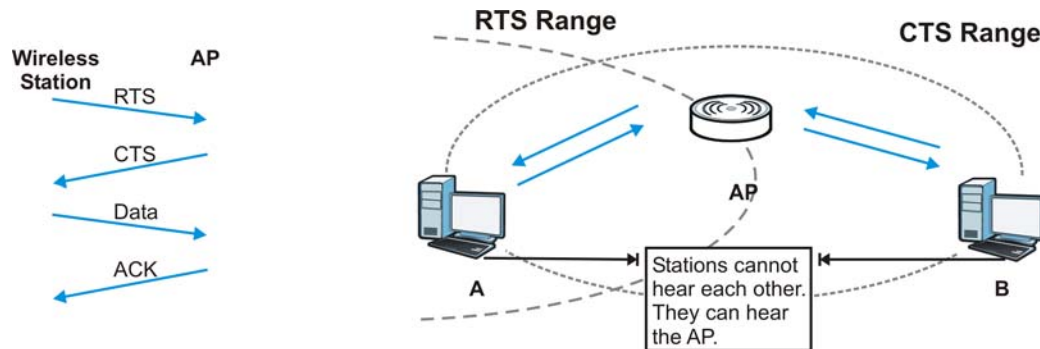 Wireless
Station
AP
RTS
CTS
Data
ACK
RTS Range
CTS Range
AP
A
B
Stations cannot
hear each other.
They can hear
the AP.